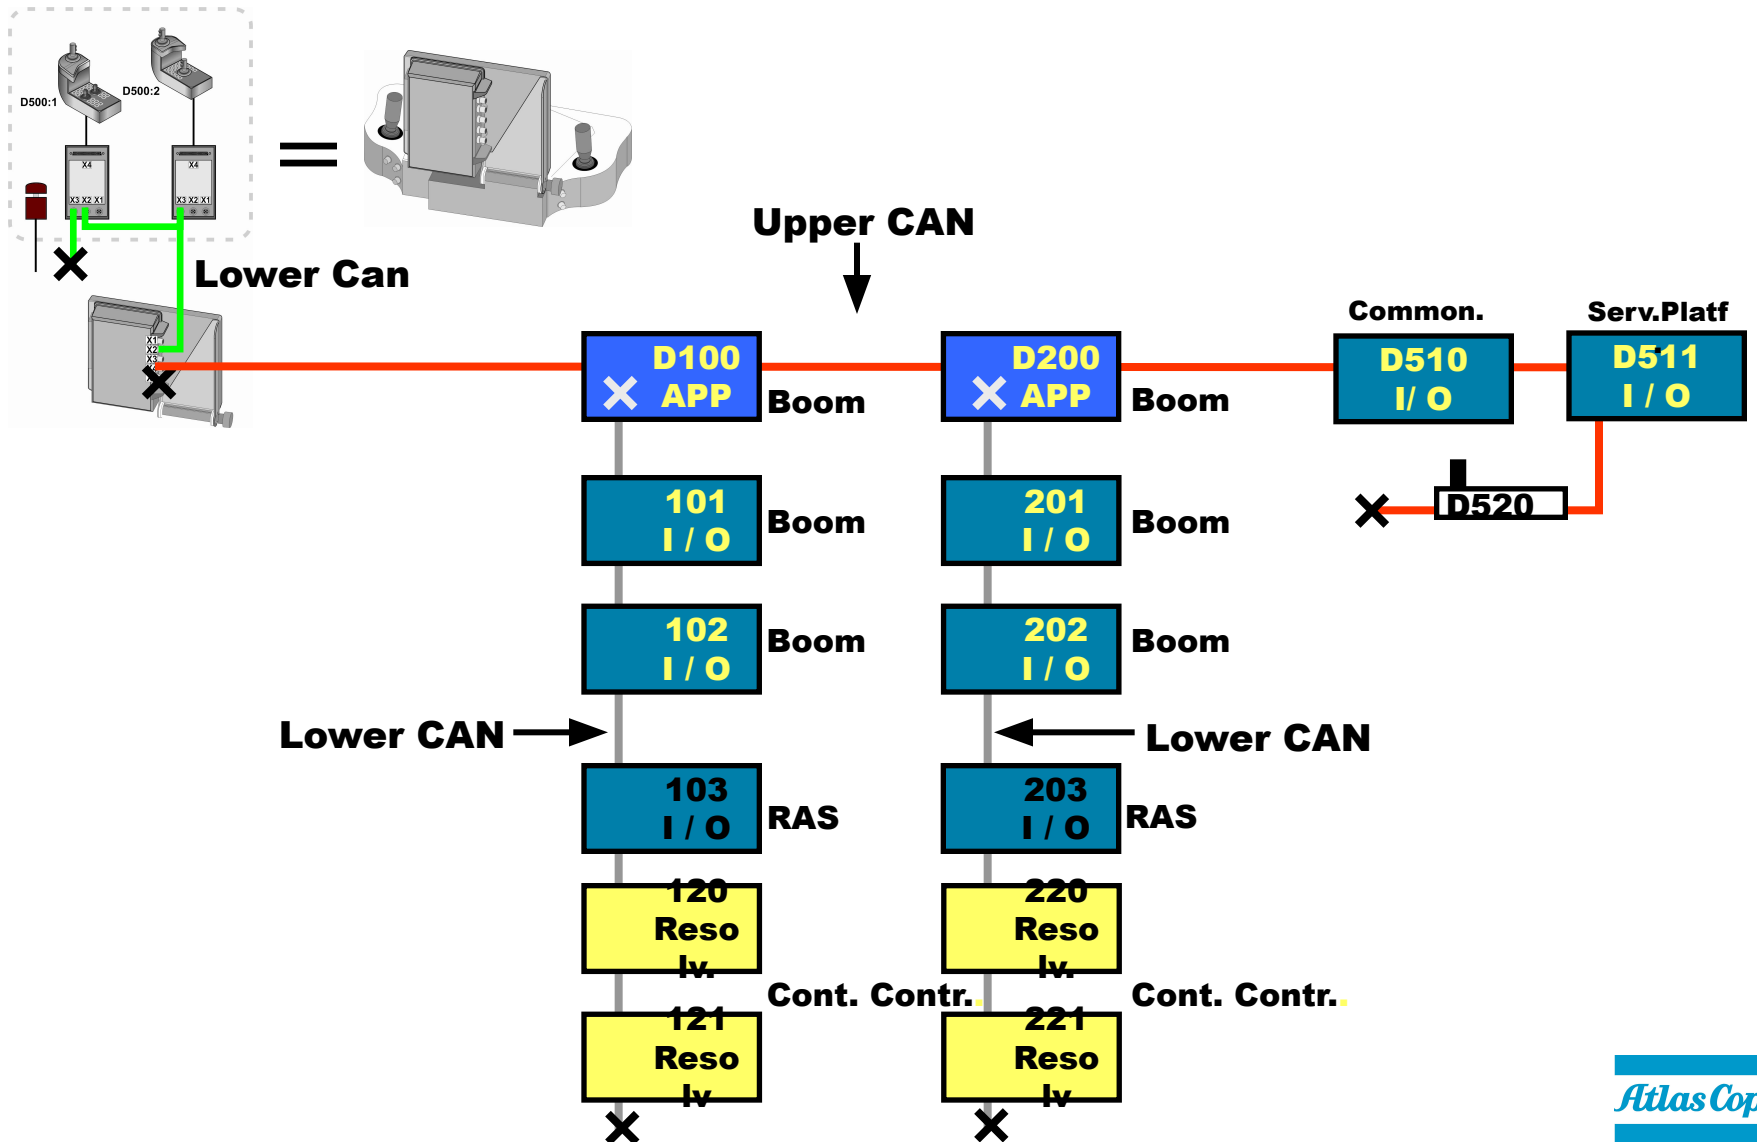 D500:1
D500:2
X4
X4
X3 X2 X1
X3 X2 X1
Upper CAN
Lower Can
X1
X2
X3
Common.
Serv.Platf
D100
APP
Boom
D200
APP
Boom
D510
I/ O
D511
I / O
101
I / O
Boom
201
I / O
Boom
D520
102
I / O
Boom
202
I / O
Boom
Lower CAN
Lower CAN
103
I / O
RAS
203
I / O
RAS
120
Reso
lv.
220
Reso
lv.
Cont. Contr..
Cont. Contr..
121
Reso
lv
221
Reso
lv
Atlas Cop